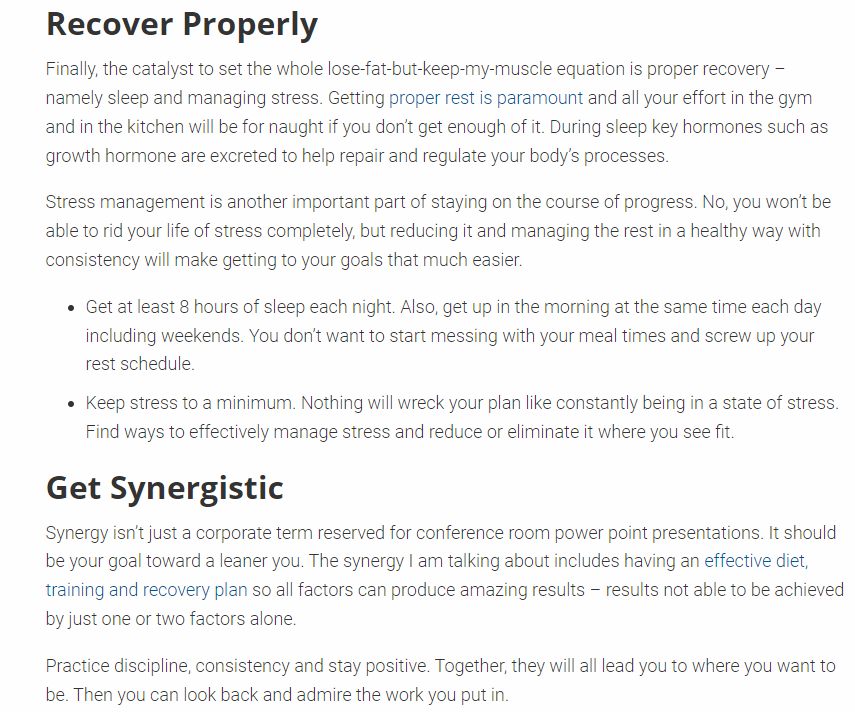 Recover Properly
Finally, the catalyst to set the whole lose-fat-but-keep-my-muscle equation is proper recovery –
namely sleep and managing stress. Getting proper rest is paramount and all your effort in the gym
and in the kitchen will be for naught if you don’t get enough of it. During sleep key hormones such as
growth hormone are excreted to help repair and regulate your body’s processes.
Stress management is another important part of staying on the course of progress. No, you won’t be
able to rid your life of stress completely, but reducing it and managing the rest in a healthy way with
consistency will make getting to your goals that much easier.
• Get at least 8 hours of sleep each night. Also, get up in the morning at the same time each day
including weekends. You don’t want to start messing with your meal times and screw up your
rest schedule.
• Keep stress to a minimum. Nothing will wreck your plan like constantly being in a state of stress.
Find ways to effectively manage stress and reduce or eliminate it where you see fit.
Get Synergistic
Synergy isn’t just a corporate term reserved for conference room power point presentations. It should
be your goal toward a leaner you. The synergy I am talking about includes having an effective diet,
training and recovery plan so all factors can produce amazing results – results not able to be achieved
by just one or two factors alone.
Practice discipline, consistency and stay positive. Together, they will all lead you to where you want to
be. Then you can look back and admire the work you put in.